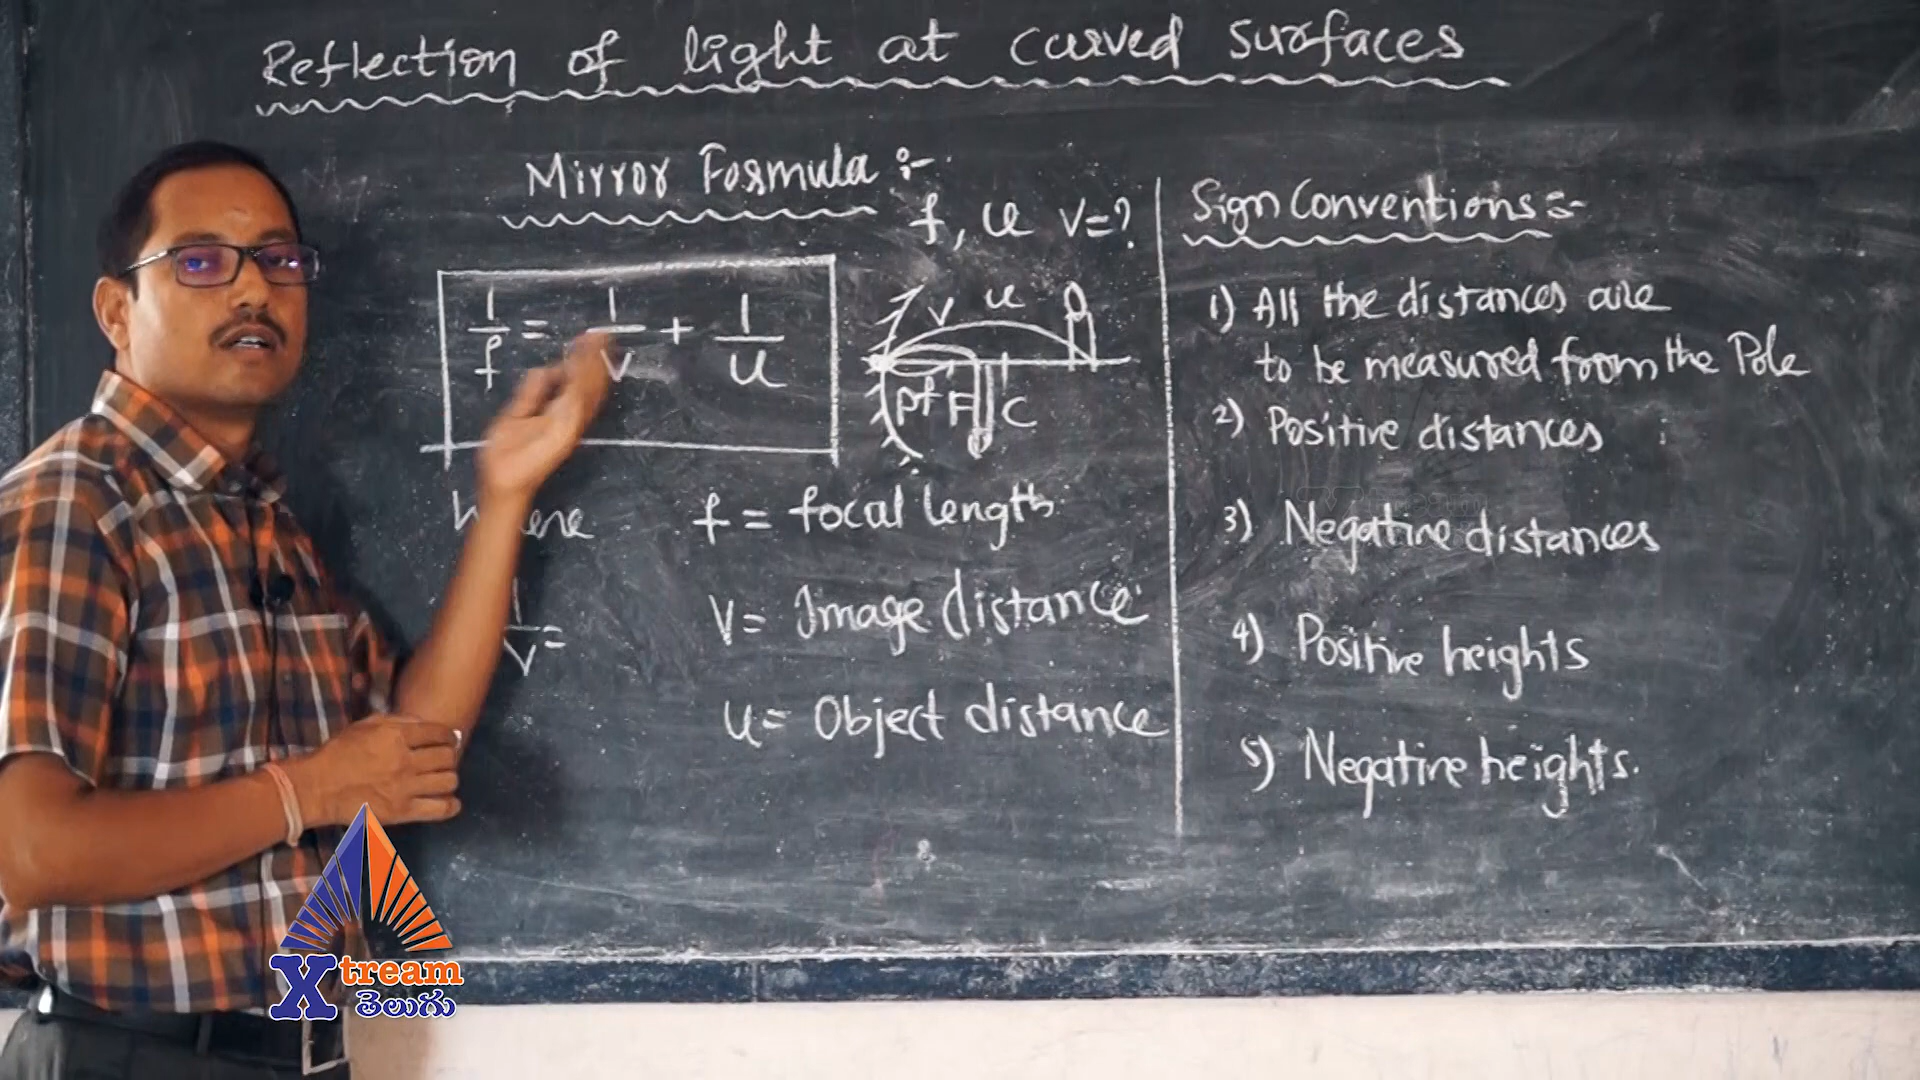 Reflection of light at curved surfaces
Mirror Formula :-
f, u v=?
1/f = 1/v + 1/u
v u
P f F C
Where f = focal length
1/v =
v = Image distance
u = Object distance
Sign Conventions :-
1) All the distances are
to be measured from the Pole
2) Positive distances
3) Negative distances
4) Positive heights
5) Negative heights.
Xtream
Xtream
తెలుగు